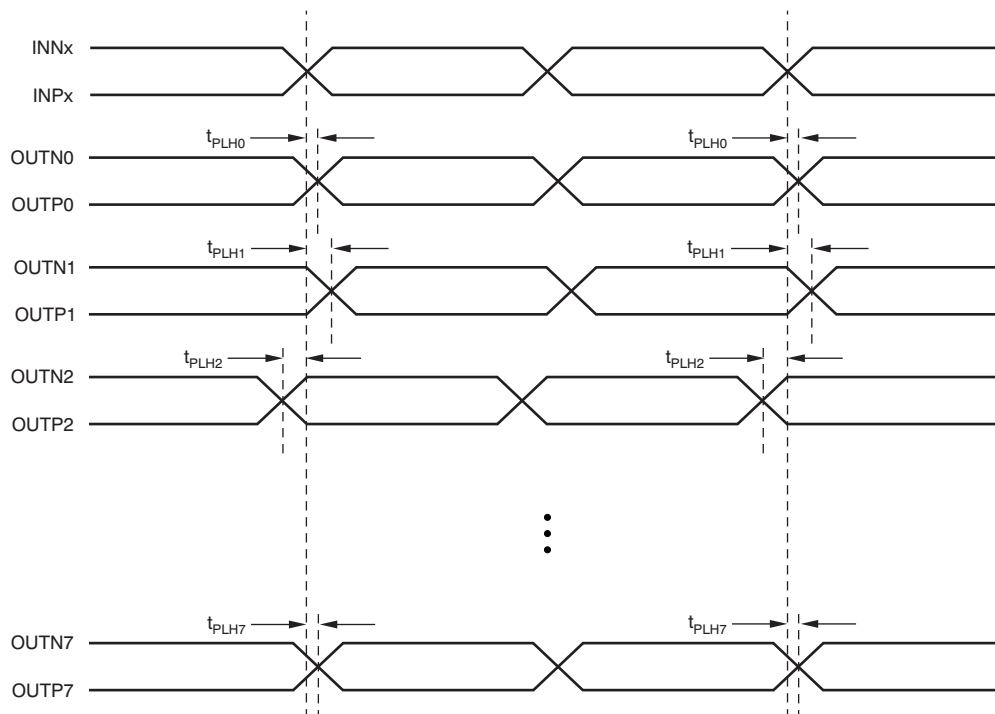 INNx
INPx
tPLH0 tPLH0
OUTN0
OUTP0
tPLH1 tPLH1
OUTN1
OUTP1
tPLH2 tPLH2
OUTN2
OUTP2
tPLH7 tPLH7
OUTN7
OUTP7